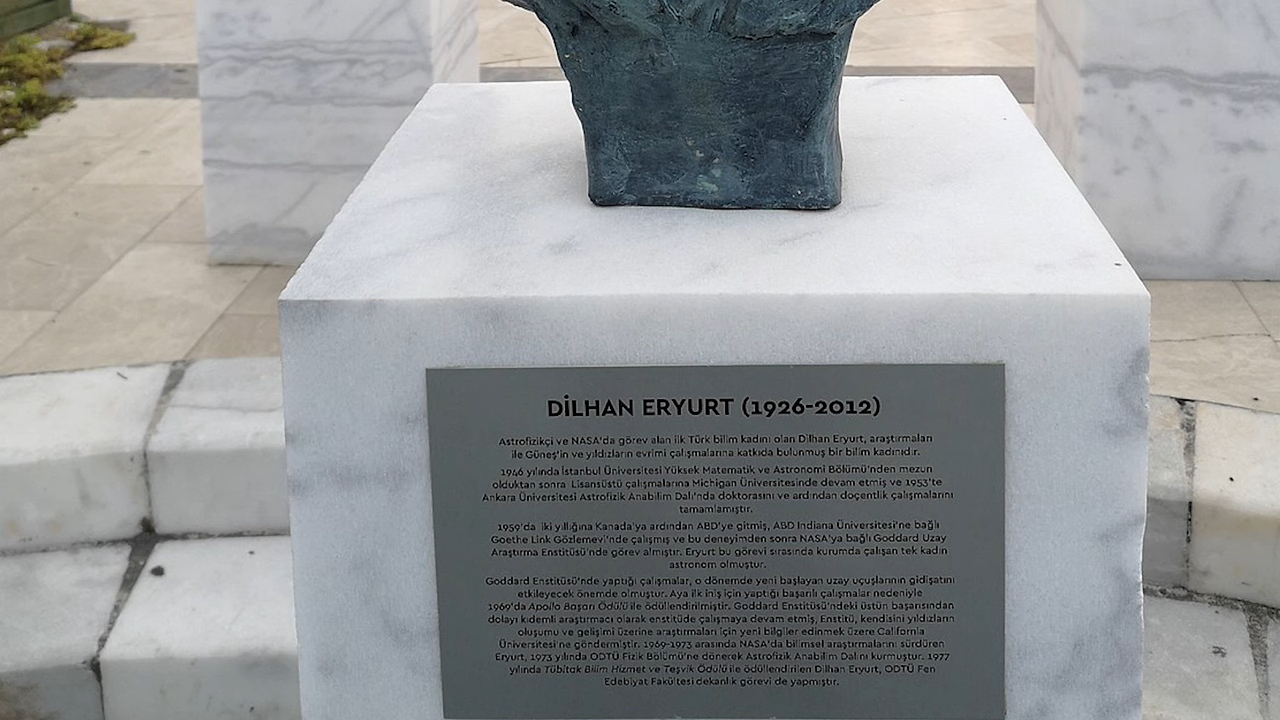 DİLHAN ERYURT (1926-2012)
Astrofizikçi ve NASA'da görev alan ilk Türk bilim kadını olan Dilhan Eryurt, araştırmaları
ile Güneş'in ve yıldızların evrimi çalışmalarına katkıda bulunmuş bir bilim kadınıdır.
1946 yılında İstanbul Üniversitesi Yüksek Matematik ve Astronomi Bölümü'nden mezun
olduktan sonra Lisansüstü çalışmalarına Michigan Üniversitesinde devam etmiş ve 1953'te
Ankara Üniversitesi Astrofizik Anabilim Dalı'nda doktorasını ve ardından doçentlik çalışmalarını
tamamlamıştır.
1959'da iki yıllığına Kanada'ya ardından ABD'ye gitmiş, ABD Indiana Üniversitesi'ne bağlı
Goethe Link Gözlemevi'nde çalışmış ve bu deneyimden sonra NASA'ya bağlı Goddard Uzay
Araştırma Enstitüsü'nde görev almıştır. Eryurt bu görevi sırasında kurumda çalışan tek kadın
astronom olmuştur.
Goddard Enstitüsü'nde yaptığı çalışmalar, o dönemde yeni başlayan uzay uçuşlarının gidişatını
etkileyecek önemde olmuştur. Aya ilk iniş için yaptığı başarılı çalışmalar nedeniyle
1969'da Apollo Başarı Ödülü ile ödüllendirilmiştir. Goddard Enstitüsü'ndeki üstün başarısından
dolayı kıdemli araştırmacı olarak enstitüde çalışmaya devam etmiş, Enstitü, kendisini yıldızların
oluşumu ve gelişimi üzerine araştırmaları için yeni bilgiler edinmek üzere California
Üniversitesi'ne göndermiştir. 1969-1973 arasında NASA'da bilimsel araştırmalarını sürdüren
Eryurt, 1973 yılında ODTÜ Fizik Bölümü'ne dönerek Astrofizik Anabilim Dalını kurmuştur. 1977
yılında Tübitak Bilim Hizmet ve Teşvik Ödülü ile ödüllendirilen Dilhan Eryurt, ODTÜ Fen
Edebiyat Fakültesi dekanlık görevi de yapmıştır.